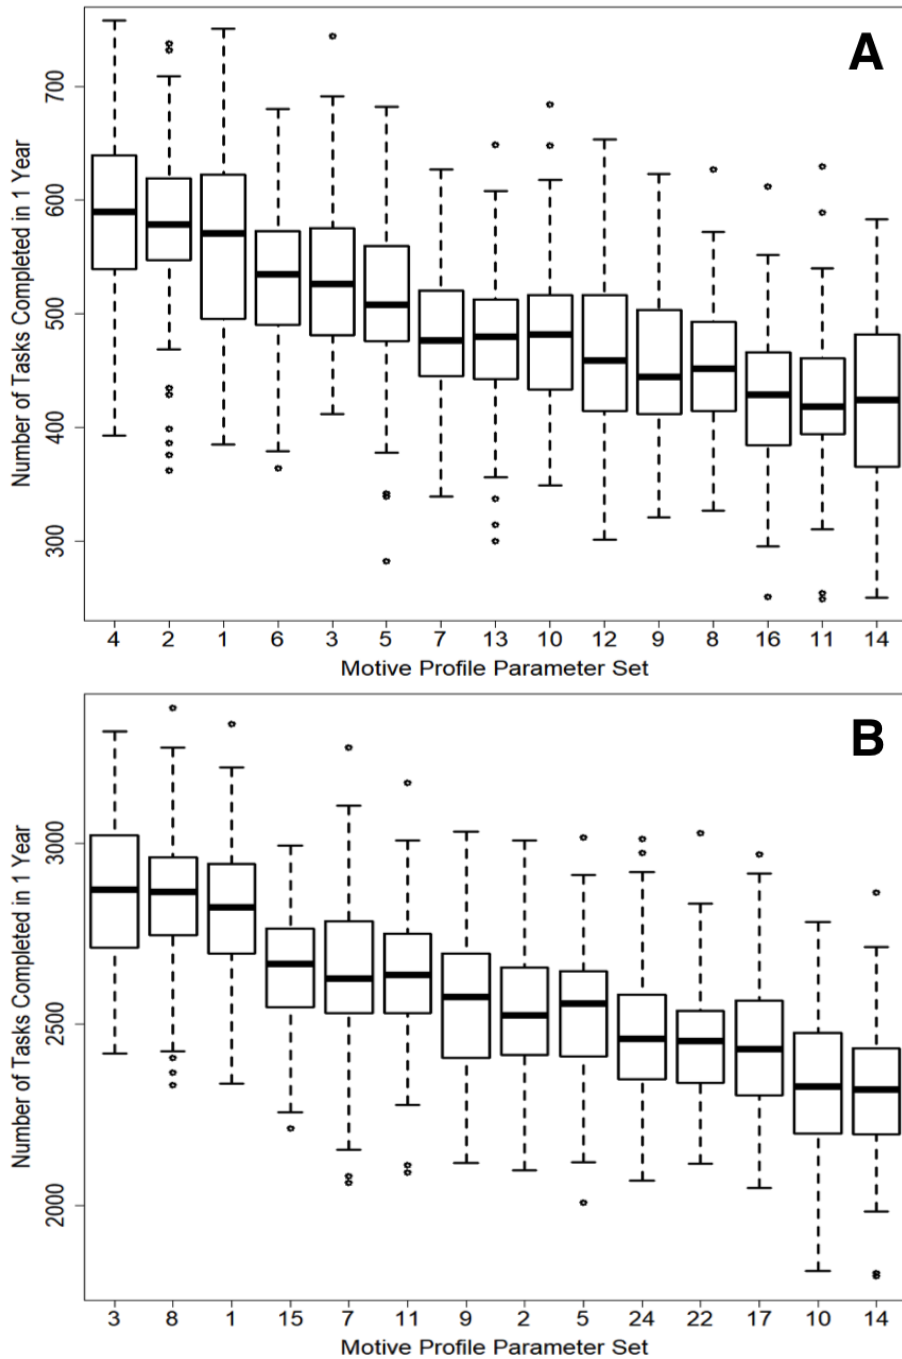 A
Number of Tasks Completed in 1 Year
700
600
500
400
300
4 2 1 6 3 5 7 13 10 12 9 8 16 11 14
Motive Profile Parameter Set
B
Number of Tasks Completed in 1 Year
3000
2500
2000
3 8 1 15 7 11 9 2 5 24 22 17 10 14
Motive Profile Parameter Set